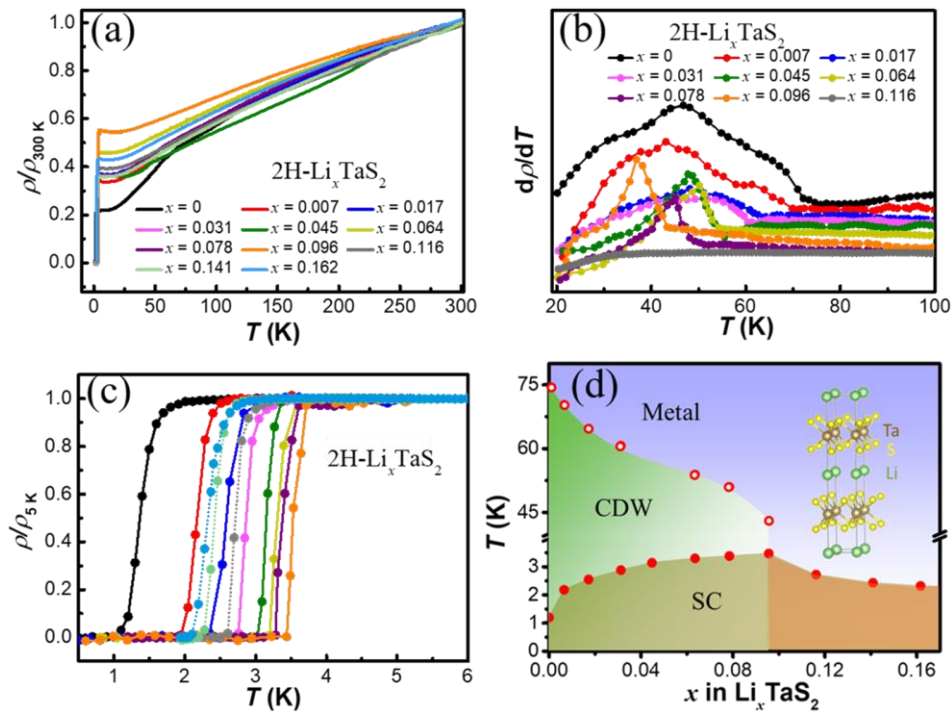 (a)
ρ/ρ300 K
1.0
0.8
0.6
0.4
0.2
0.0
2H-LixTaS2
x = 0 x = 0.007 x = 0.017
x = 0.031 x = 0.045 x = 0.064
x = 0.078 x = 0.096 x = 0.116
x = 0.141 x = 0.162
0 50 100 150 200 250 300
T (K)
(b)
2H-LixTaS2
x = 0 x = 0.007 x = 0.017
x = 0.031 x = 0.045 x = 0.064
x = 0.078 x = 0.096 x = 0.116
dρ/dT
20 40 60 80 100
T (K)
(c)
ρ/ρ5 K
1.0
0.8
0.6
0.4
0.2
0.0
2H-LixTaS2
1 2 3 4 5 6
T (K)
(d)
T (K)
75
60
45
3
2
1
0
Metal
CDW
SC
Ta
S
Li
0.00 0.04 0.08 0.12 0.16
x in LixTaS2